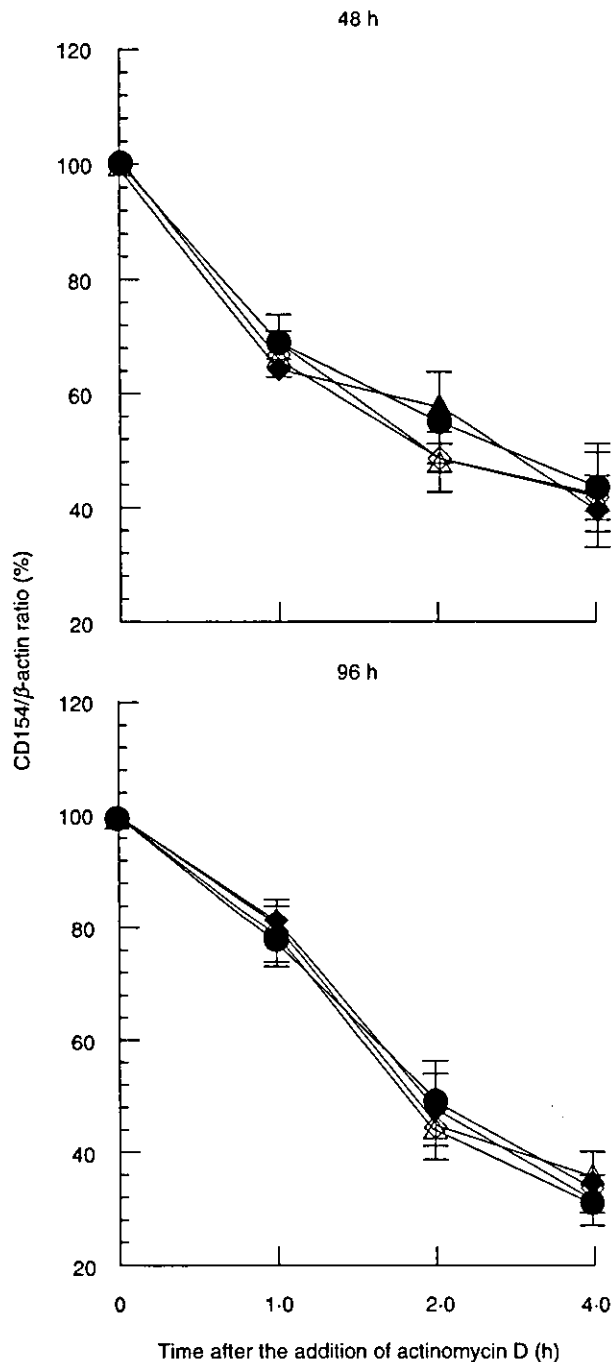 48 h
120
100
80
60
40
20
CD154/β-actin ratio (%)
96 h
120
100
80
60
40
20
0 1·0 2·0 4·0
Time after the addition of actinomycin D (h)